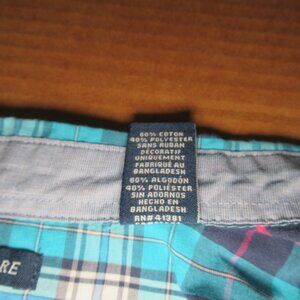 60% COTON
40% POLYESTER
SANS RUBAN
DÉCORATIF
UNIQUEMENT
FABRIQUÉ AU
BANGLADESH
60% ALGODÓN
40% POLIÉSTER
SIN ADORNOS
HECHO EN
BANGLADESH
RN#41381
RE